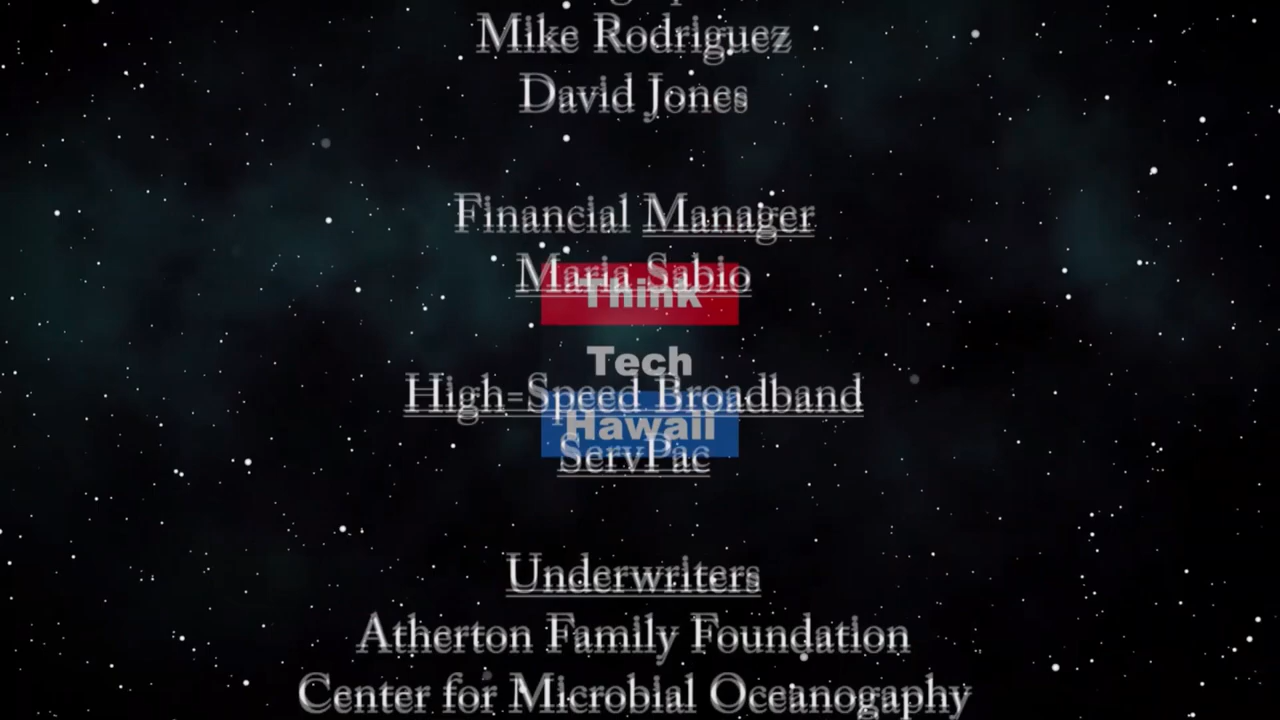 Mike Rodriguez
David Jones
Financial Manager
Maria Sabio
Think
Tech
High-Speed Broadband
Hawaii
ServPac
Underwriters
Atherton Family Foundation
Center for Microbial Oceanogaphy